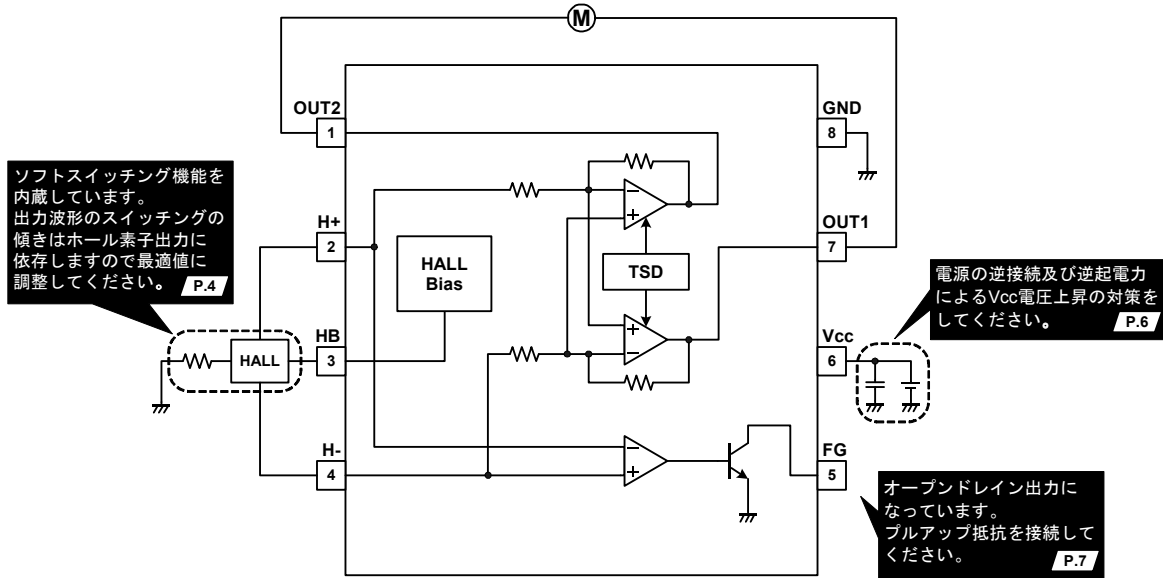 M
OUT2
1
GND
8
ソフトスイッチング機能を
内蔵しています。
出力波形のスイッチングの
傾きはホール素子出力に
依存しますので最適値に
調整してください。 P.4
H+
2
HALL
Bias
−
+
TSD
+
−
OUT1
7
電源の逆接続及び逆起電力
によるVcc電圧上昇の対策を
してください。 P.6
HB
3
HALL
Vcc
6
H-
4
−
+
FG
5
オープンドレイン出力に
なっています。
プルアップ抵抗を接続して
ください。 P.7